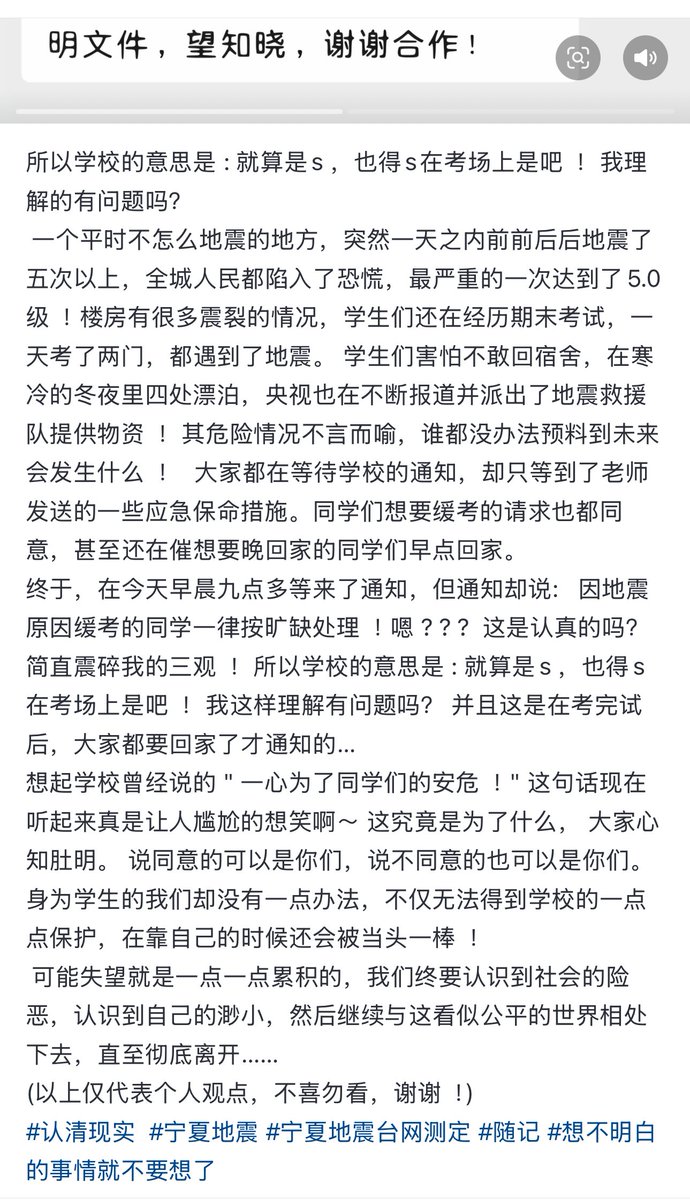 明文件，望知晓，谢谢合作！
所以学校的意思是：就算是s，也得s在考场上是吧 ！我理
解的有问题吗?
一个平时不怎么地震的地方，突然一天之内前前后后地震了
五次以上，全城人民都陷入了恐慌，最严重的一次达到了5.0
级 ！楼房有很多震裂的情况，学生们还在经历期末考试，一
天考了两门，都遇到了地震。 学生们害怕不敢回宿舍，在寒
冷的冬夜里四处漂泊，央视也在不断报道并派出了地震救援
队提供物资 ！其危险情况不言而喻，谁都没办法预料到未来
会发生什么 ！  大家都在等待学校的通知，却只等到了老师
发送的一些应急保命措施。同学们想要缓考的请求也都同
意，甚至还在催想要晚回家的同学们早点回家。
终于，在今天早晨九点多等来了通知，但通知却说： 因地震
原因缓考的同学一律按旷缺处理 ！嗯？？？ 这是认真的吗?
简直震碎我的三观 ！所以学校的意思是：就算是s，也得s
在考场上是吧 ！我这样理解有问题吗? 并且这是在考完试
后，大家都要回家了才通知的...
想起学校曾经说的 " 一心为了同学们的安危 ！" 这句话现在
听起来真是让人尴尬的想笑啊～ 这究竟是为了什么， 大家心
知肚明。 说同意的可以是你们，说不同意的也可以是你们。
身为学生的我们却没有一点办法，不仅无法得到学校的一点
点保护，在靠自己的时候还会被当头一棒 ！
可能失望就是一点一点累积的，我们终要认识到社会的险
恶，认识到自己的渺小，然后继续与这看似公平的世界相处
下去，直至彻底离开......
(以上仅代表个人观点，不喜勿看，谢谢 ！)
#认清现实 #宁夏地震 #宁夏地震台网测定 #随记 #想不明白
的事情就不要想了